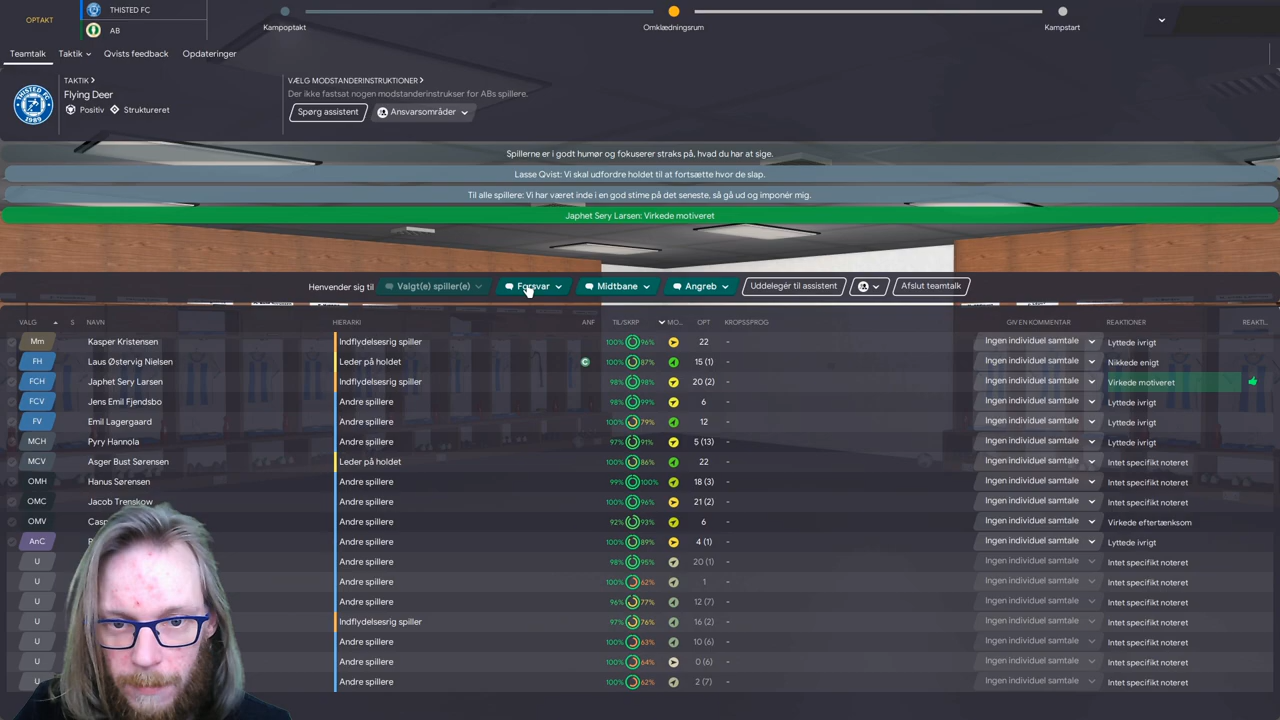 OPTAKT
THISTED FC
AB
Kampoptakt
Omklædningsrum
Kampstart
Teamtalk
Taktik
Qvists feedback
Opdateringer
THISTED FC
1989
TAKTIK
Flying Deer
Positiv
Struktureret
VÆLG MODSTANDERINSTRUKTIONER
Der ikke fastsat nogen modstanderinstrukser for ABs spillere.
Spørg assistent
Ansvarsområder
Spillerne er i godt humør og fokuserer straks på, hvad du har at sige.
Lasse Qvist: Vi skal udfordre holdet til at fortsætte hvor de slap.
Til alle spillere: Vi har været inde i en god stime på det seneste, så gå ud og imponér mig.
Japhet Sery Larsen: Virkede motiveret
Henvender sig til
Valgt(e) spiller(e)
Forsvar
Midtbane
Angreb
Uddelegér til assistent
Afslut teamtalk
VALG S NAVN HIERARKI ANF TIL/SKRP MO... OPT KROPSSPROG GIV EN KOMMENTAR REAKTIONER REAKTI...
Mm Kasper Kristensen Indflydelsesrig spiller 100% 96% 22 - Ingen individuel samtale Lyttede ivrigt
FH Laus Østervig Nielsen Leder på holdet C 100% 87% 15 (1) - Ingen individuel samtale Nikkede enigt
FCH Japhet Sery Larsen Indflydelsesrig spiller 98% 98% 20 (2) - Ingen individuel samtale Virkede motiveret
FCV Jens Emil Fjendsbo Andre spillere 98% 99% 6 - Ingen individuel samtale Lyttede ivrigt
FV Emil Lagergaard Andre spillere 100% 79% 12 - Ingen individuel samtale Lyttede ivrigt
MCH Pyry Hannola Andre spillere 97% 91% 5 (13) - Ingen individuel samtale Lyttede ivrigt
MCV Asger Bust Sørensen Leder på holdet 100% 86% 22 - Ingen individuel samtale Intet specifikt noteret
OMH Hanus Sørensen Andre spillere 99% 100% 18 (3) - Ingen individuel samtale Intet specifikt noteret
OMC Jacob Trenskow Andre spillere 100% 96% 21 (2) - Ingen individuel samtale Intet specifikt noteret
OMV Casp Andre spillere 92% 93% 6 - Ingen individuel samtale Virkede eftertænksom
AnC Andre spillere 100% 89% 4 (1) - Ingen individuel samtale Lyttede ivrigt
U Andre spillere 98% 95% 20 (1) - Ingen individuel samtale Intet specifikt noteret
U Andre spillere 100% 62% 1 - Ingen individuel samtale Intet specifikt noteret
U Andre spillere 96% 77% 12 (7) - Ingen individuel samtale Intet specifikt noteret
U Indflydelsesrig spiller 97% 76% 16 (2) - Ingen individuel samtale Intet specifikt noteret
U Andre spillere 100% 63% 10 (6) - Ingen individuel samtale Intet specifikt noteret
U Andre spillere 100% 64% 0 (6) - Ingen individuel samtale Intet specifikt noteret
U Andre spillere 100% 62% 2 (7) - Ingen individuel samtale Intet specifikt noteret